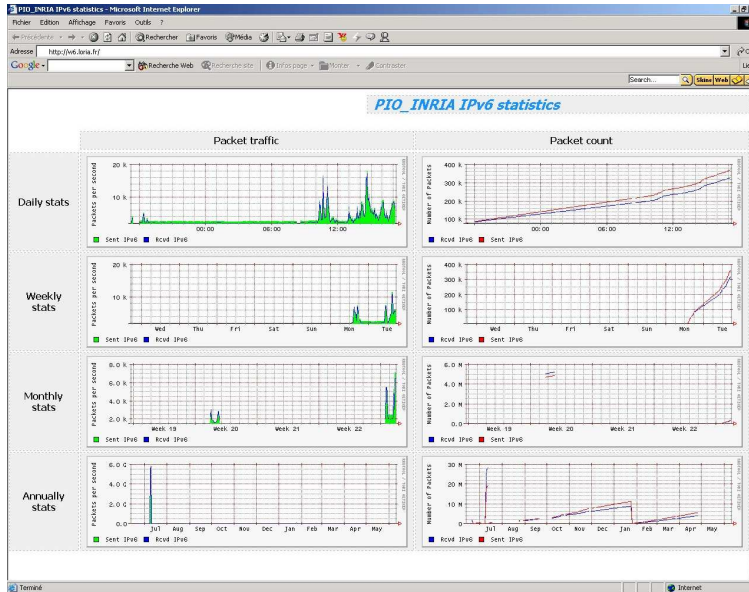 PIO_INRIA IPv6 statistics - Microsoft Internet Explorer
Fichier Edition Affichage Favoris Outils ?
Précédente Rechercher Favoris Média
Adresse http://w6.loria.fr/
Google Recherche Web Recherche site Infos page Monter Contraster
Search... Skins Web
PIO_INRIA IPv6 statistics
Packet traffic Packet count
Daily stats
Packets per second
20 k
10 k
00:00 06:00 12:00
Sent IPv6 Rcvd IPv6
Number of Packets
400 k
300 k
200 k
100 k
00:00 06:00 12:00
Rcvd IPv6 Sent IPv6
Weekly
stats
Packets per second
20 k
10 k
Wed Thu Fri Sat Sun Mon Tue
Sent IPv6 Rcvd IPv6
Number of Packets
400 k
300 k
200 k
100 k
Wed Thu Fri Sat Sun Mon Tue
Rcvd IPv6 Sent IPv6
Monthly
stats
Packets per second
8.0 k
6.0 k
4.0 k
2.0 k
Week 19 Week 20 Week 21 Week 22
Sent IPv6 Rcvd IPv6
Number of Packets
6.0 M
4.0 M
2.0 M
0.0
Week 19 Week 20 Week 21 Week 22
Rcvd IPv6 Sent IPv6
Annually
stats
Packets per second
6.0 G
4.0 G
2.0 G
0.0
Jul Aug Sep Oct Nov Dec Jan Feb Mar Apr May
Sent IPv6 Rcvd IPv6
Number of Packets
30 M
20 M
10 M
0
Jul Aug Sep Oct Nov Dec Jan Feb Mar Apr May
Rcvd IPv6 Sent IPv6
Terminé Internet